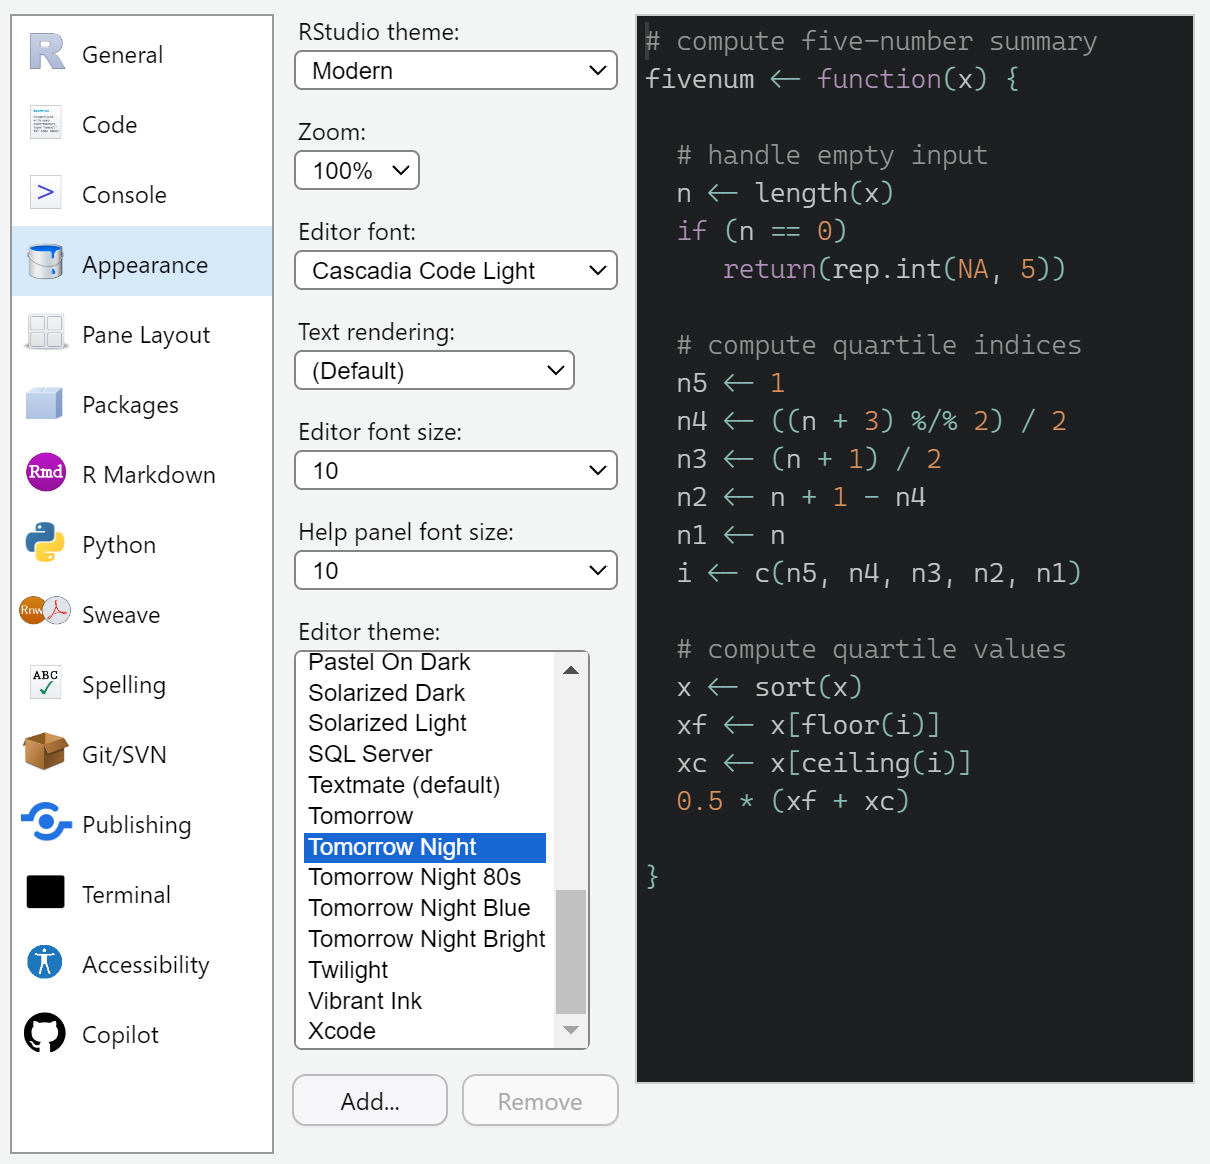 General
Code
Console
Appearance
Pane Layout
Packages
Rmd R Markdown
Python
Rnw Sweave
ABC Spelling
Git/SVN
Publishing
Terminal
Accessibility
Copilot
RStudio theme:
Modern
Zoom:
100%
Editor font:
Cascadia Code Light
Text rendering:
(Default)
Editor font size:
10
Help panel font size:
10
Editor theme:
Pastel On Dark
Solarized Dark
Solarized Light
SQL Server
Textmate (default)
Tomorrow
Tomorrow Night
Tomorrow Night 80s
Tomorrow Night Blue
Tomorrow Night Bright
Twilight
Vibrant Ink
Xcode
Add... Remove
# compute five-number summary
fivenum <- function(x) {
# handle empty input
n <- length(x)
if (n == 0)
return(rep.int(NA, 5))
# compute quartile indices
n5 <- 1
n4 <- ((n + 3) %/% 2) / 2
n3 <- (n + 1) / 2
n2 <- n + 1 - n4
n1 <- n
i <- c(n5, n4, n3, n2, n1)
# compute quartile values
x <- sort(x)
xf <- x[floor(i)]
xc <- x[ceiling(i)]
0.5 * (xf + xc)
}